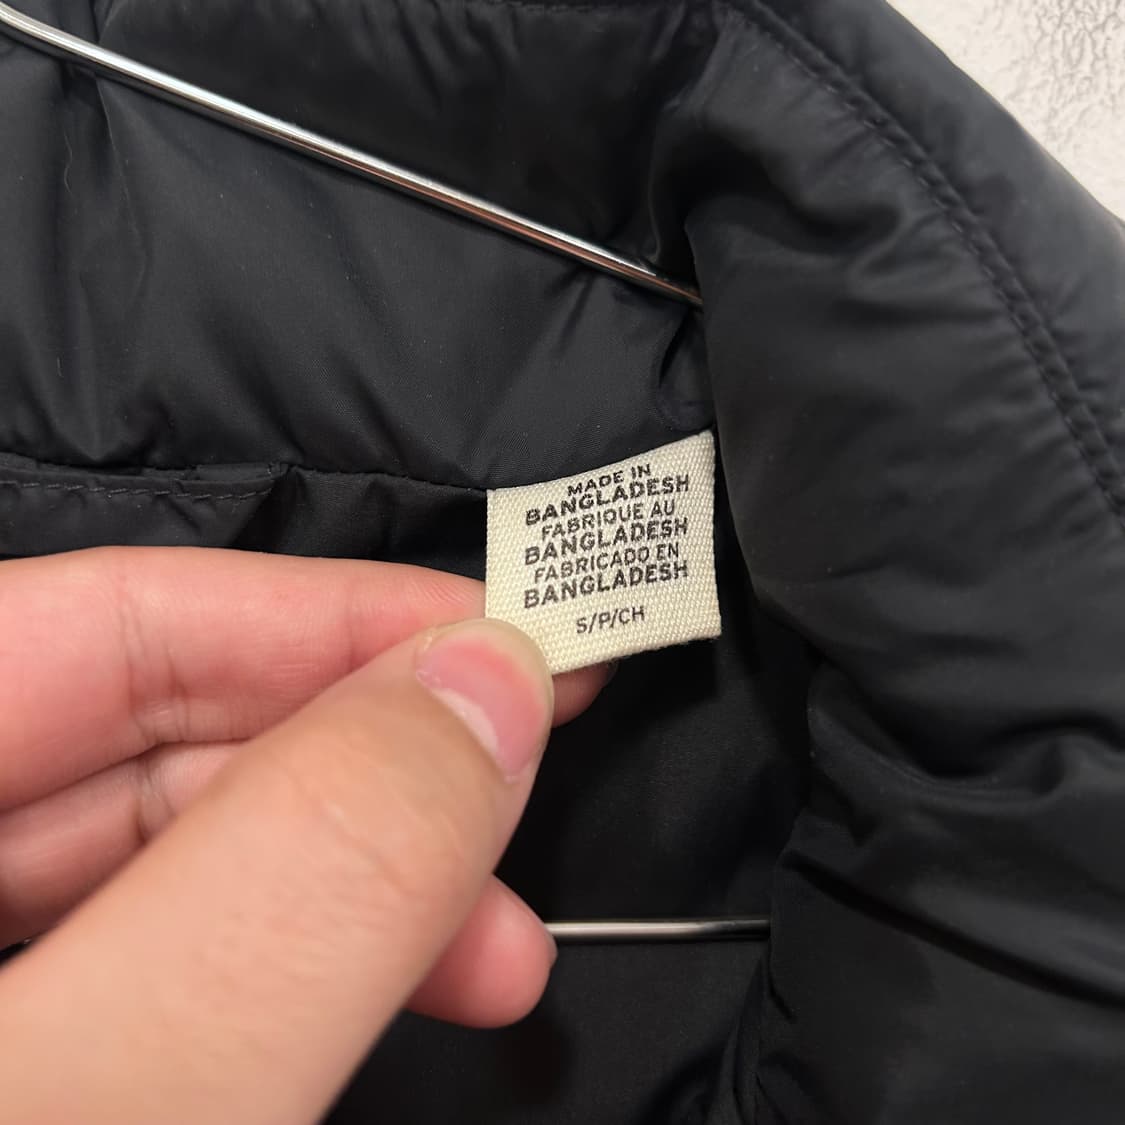 MADE IN
BANGLADESH
FABRIQUE AU
BANGLADESH
FABRICADO EN
BANGLADESH
S/P/CH